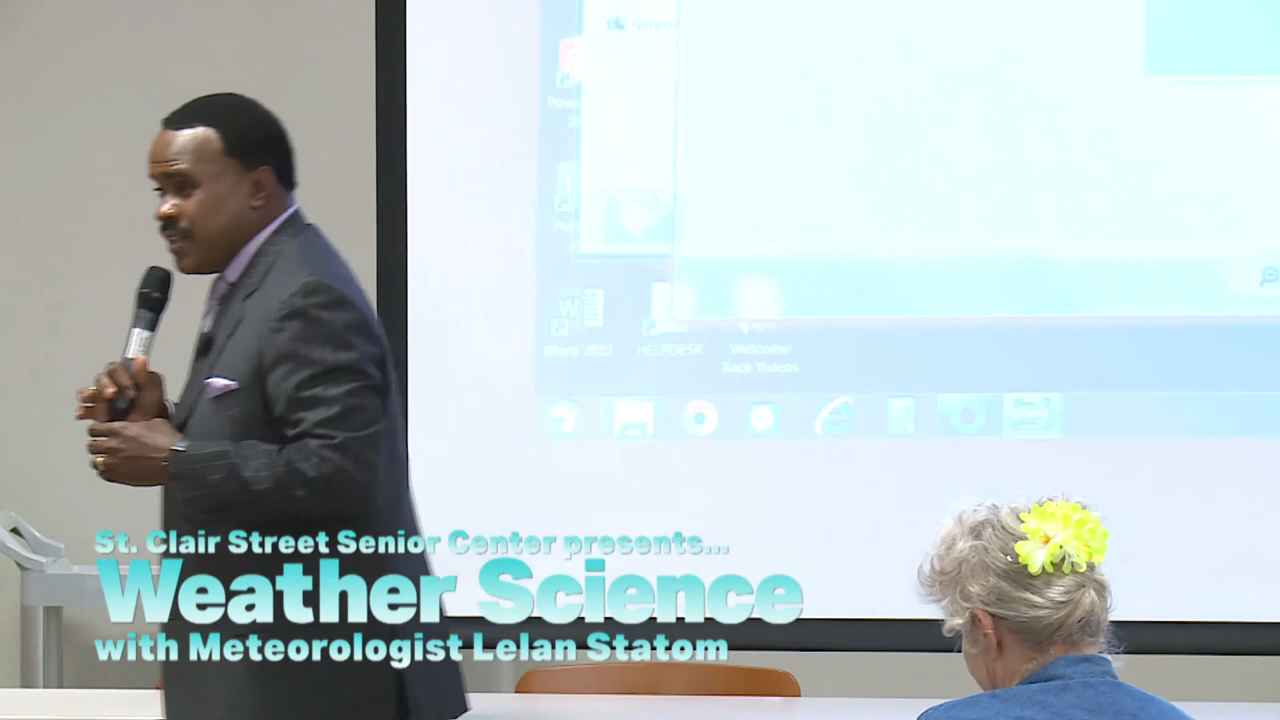 St. Clair Street Senior Center presents...
Weather Science
with Meteorologist Lelan Statom
Word 2013
HELPDESK
Welcome
Back Videos